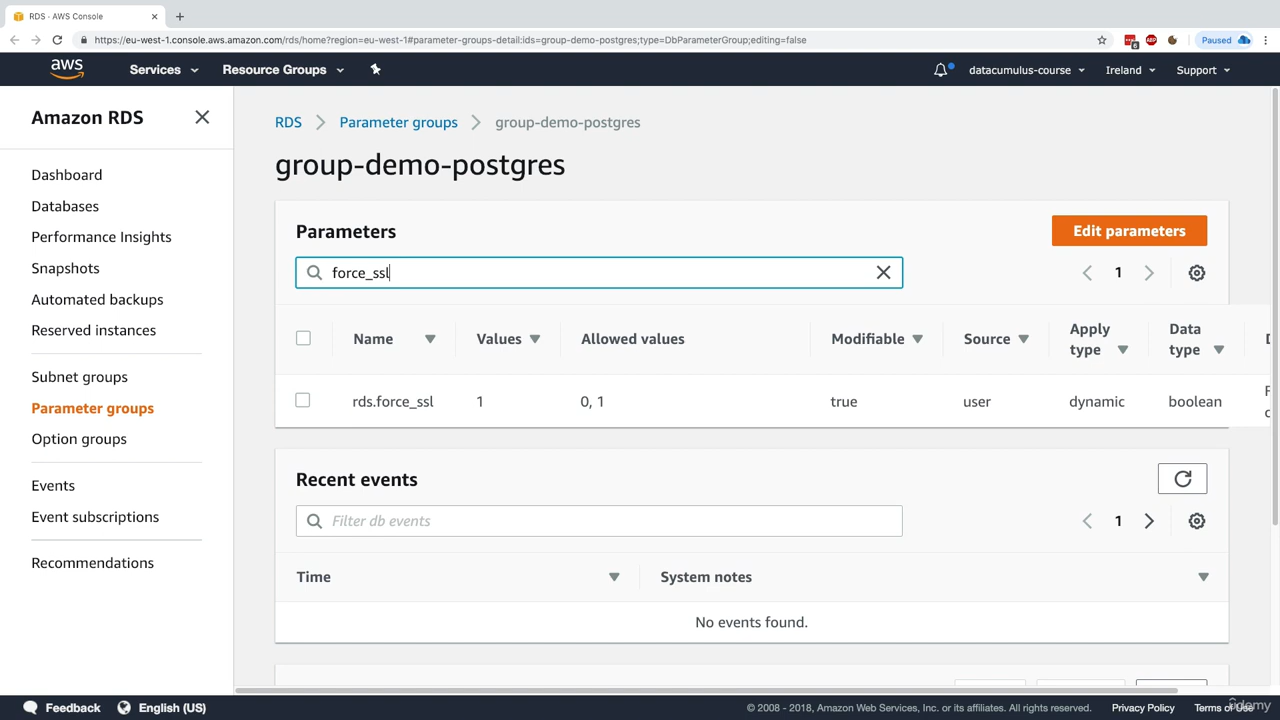 RDS · AWS Console
https://eu-west-1.console.aws.amazon.com/rds/home?region=eu-west-1#parameter-groups-detail:ids=group-demo-postgres;type=DbParameterGroup;editing=false
6
ABP
Paused
aws
Services
Resource Groups
datacumulus-course
Ireland
Support
Amazon RDS
Dashboard
Databases
Performance Insights
Snapshots
Automated backups
Reserved instances
Subnet groups
Parameter groups
Option groups
Events
Event subscriptions
Recommendations
RDS
Parameter groups
group-demo-postgres
group-demo-postgres
Parameters
Edit parameters
force_ssl
1
Name
Values
Allowed values
Modifiable
Source
Apply type
Data type
rds.force_ssl
1
0, 1
true
user
dynamic
boolean
Recent events
Filter db events
1
Time
System notes
No events found.
Feedback
English (US)
© 2008 - 2018, Amazon Web Services, Inc. or its affiliates. All rights reserved.
Privacy Policy
Terms of Use
Udemy